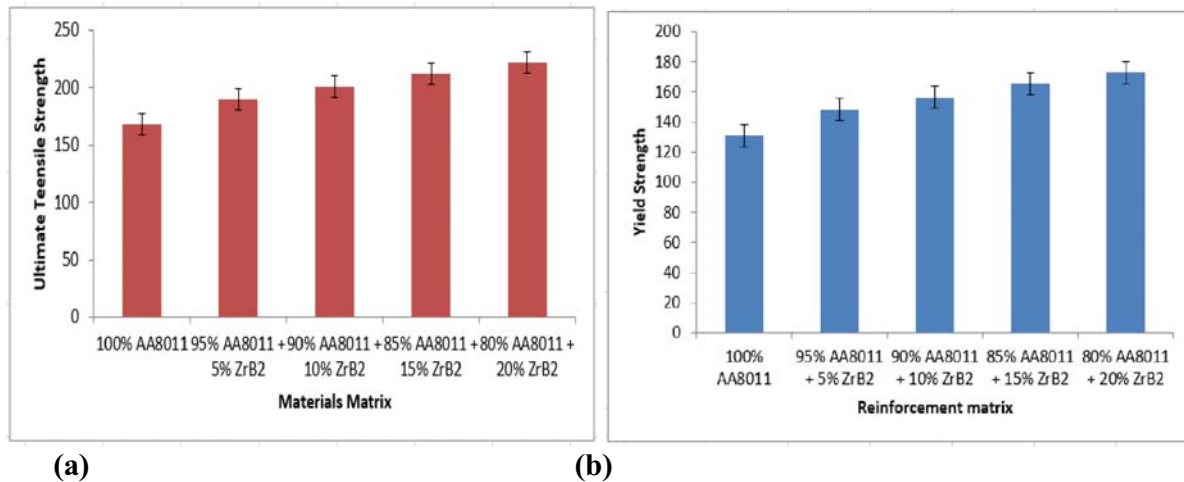 Ultimate Teensile Strength
250
200
150
100
50
0
100% AA8011 95% AA8011 + 90% AA8011 + 85% AA8011 + 80% AA8011 +
5% ZrB2 10% ZrB2 15% ZrB2 20% ZrB2
Materials Matrix
(a)
Yield Strength
200
180
160
140
120
100
80
60
40
20
0
100% 95% AA8011 90% AA8011 85% AA8011 80% AA8011
AA8011 + 5% ZrB2 + 10% ZrB2 + 15% ZrB2 + 20% ZrB2
Reinforcement matrix
(b)